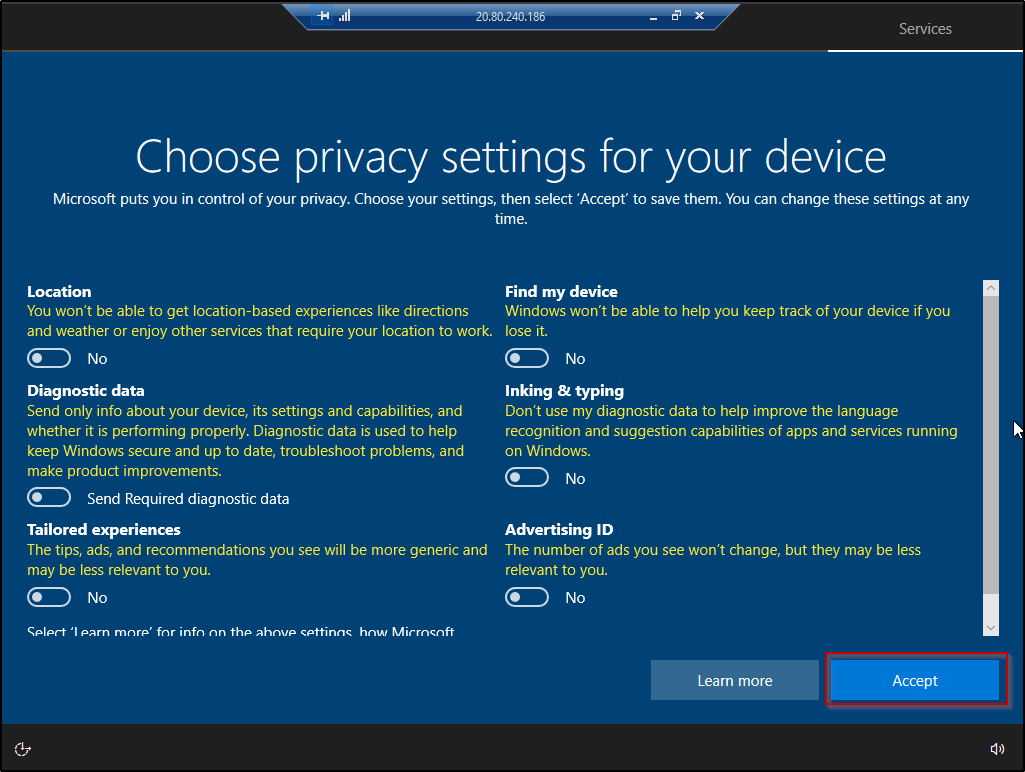 20.80.240.186
Services
Choose privacy settings for your device
Microsoft puts you in control of your privacy. Choose your settings, then select ‘Accept’ to save them. You can change these settings at any
time.
Location
You won’t be able to get location-based experiences like directions
and weather or enjoy other services that require your location to work.
No
Find my device
Windows won’t be able to help you keep track of your device if you
lose it.
No
Diagnostic data
Send only info about your device, its settings and capabilities, and
whether it is performing properly. Diagnostic data is used to help
keep Windows secure and up to date, troubleshoot problems, and
make product improvements.
Send Required diagnostic data
Inking & typing
Don’t use my diagnostic data to help improve the language
recognition and suggestion capabilities of apps and services running
on Windows.
No
Tailored experiences
The tips, ads, and recommendations you see will be more generic and
may be less relevant to you.
No
Advertising ID
The number of ads you see won’t change, but they may be less
relevant to you.
No
Select ‘Learn more’ for info on the above settings, how Microsoft
Learn more
Accept